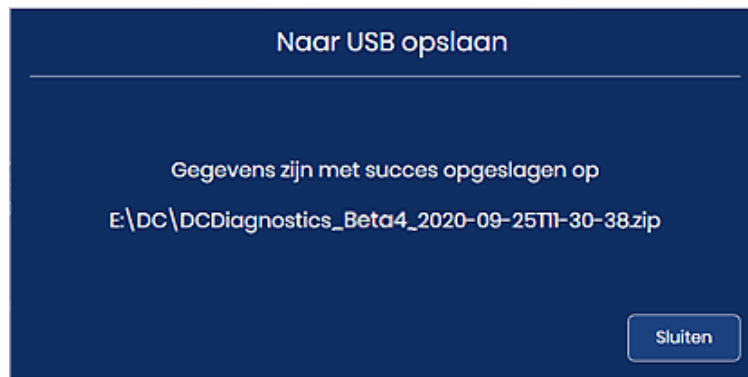 Naar USB opslaan
Gegevens zijn met succes opgeslagen op
E:\DC\DCDiagnostics_Beta4_2020-09-25T11-30-38.zip
Sluiten